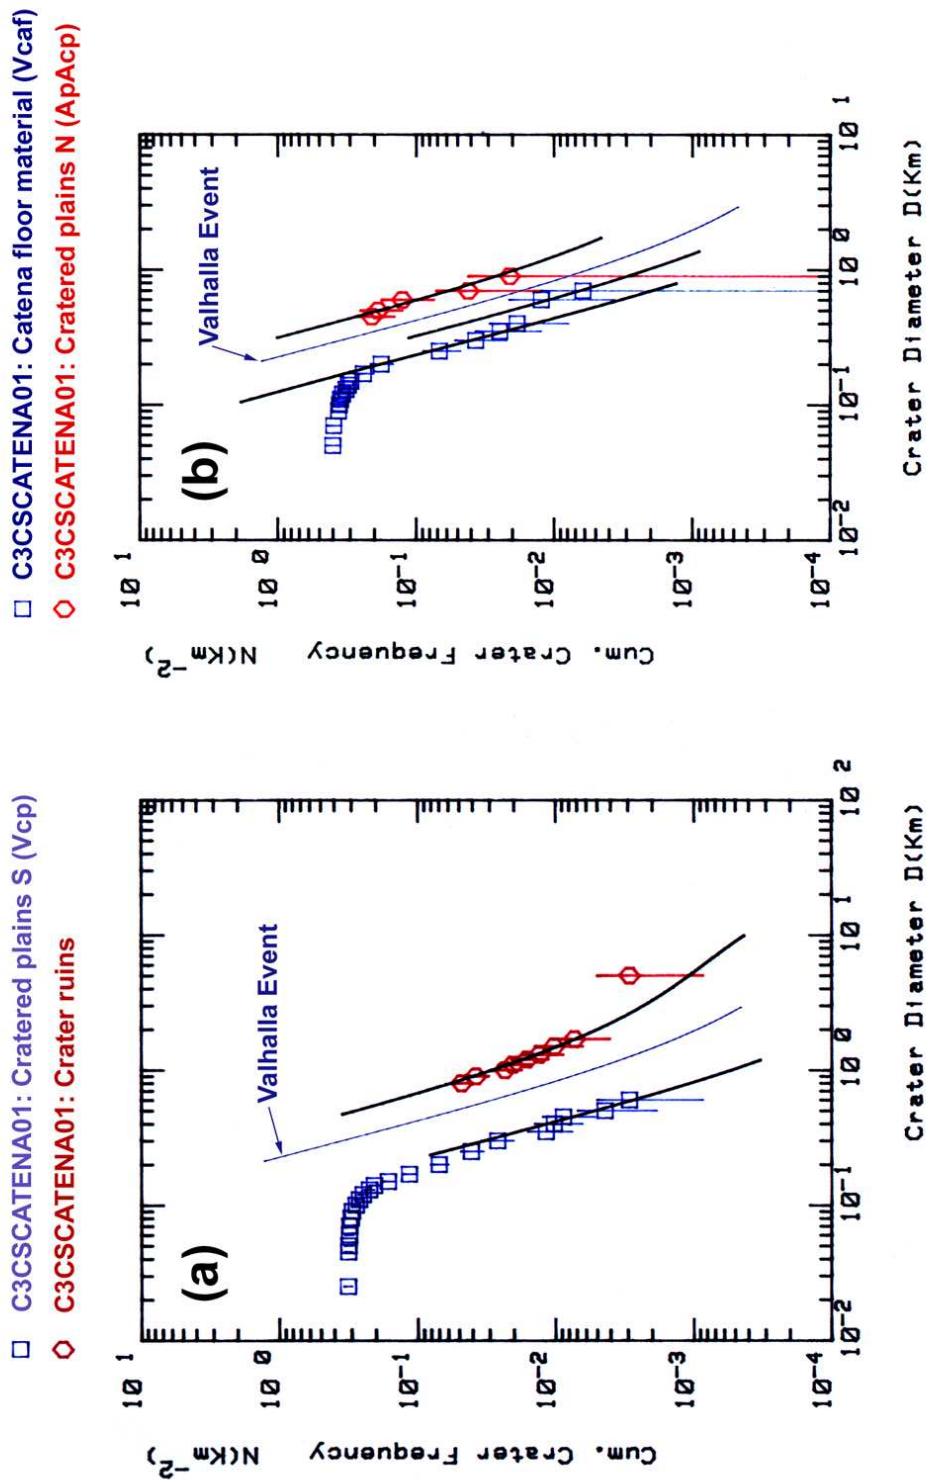 □ C3CSCATENA01: Cratered plains S (Vcp)
⬡ C3CSCATENA01: Crater ruins
(a)
Valhalla Event
10 1
10 0
10 -1
10 -2
10 -3
10 -4
Cum. Crater Frequency N(Km-2)
10-2 10-1 10 0 10 1 10 2
Crater Diameter D(Km)
□ C3CSCATENA01: Catena floor material (Vcaf)
⬡ C3CSCATENA01: Cratered plains N (ApAcp)
(b)
Valhalla Event
10 1
10 0
10-1
10-2
10-3
10-4
Cum. Crater Frequency N(Km-2)
10-2 10-1 10 0 10 1
Crater Diameter D(Km)